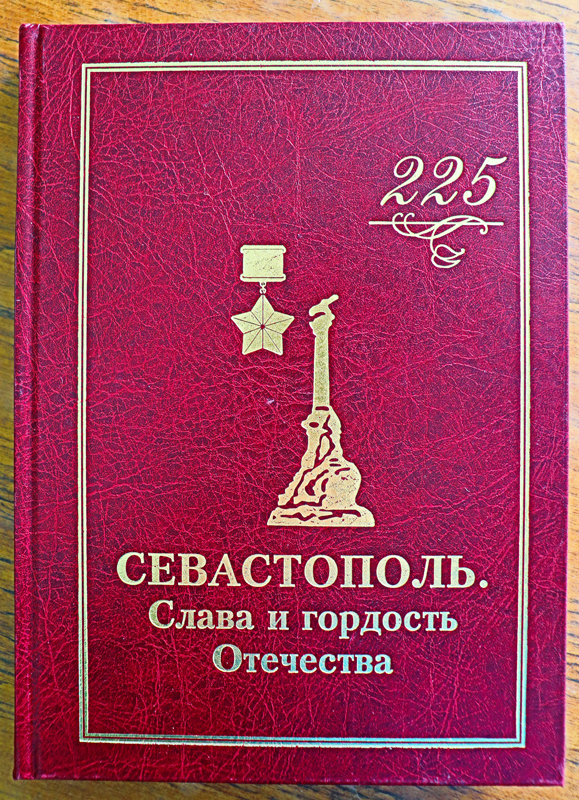 225
СЕВАСТОПОЛЬ.
Слава и гордость
Отечества